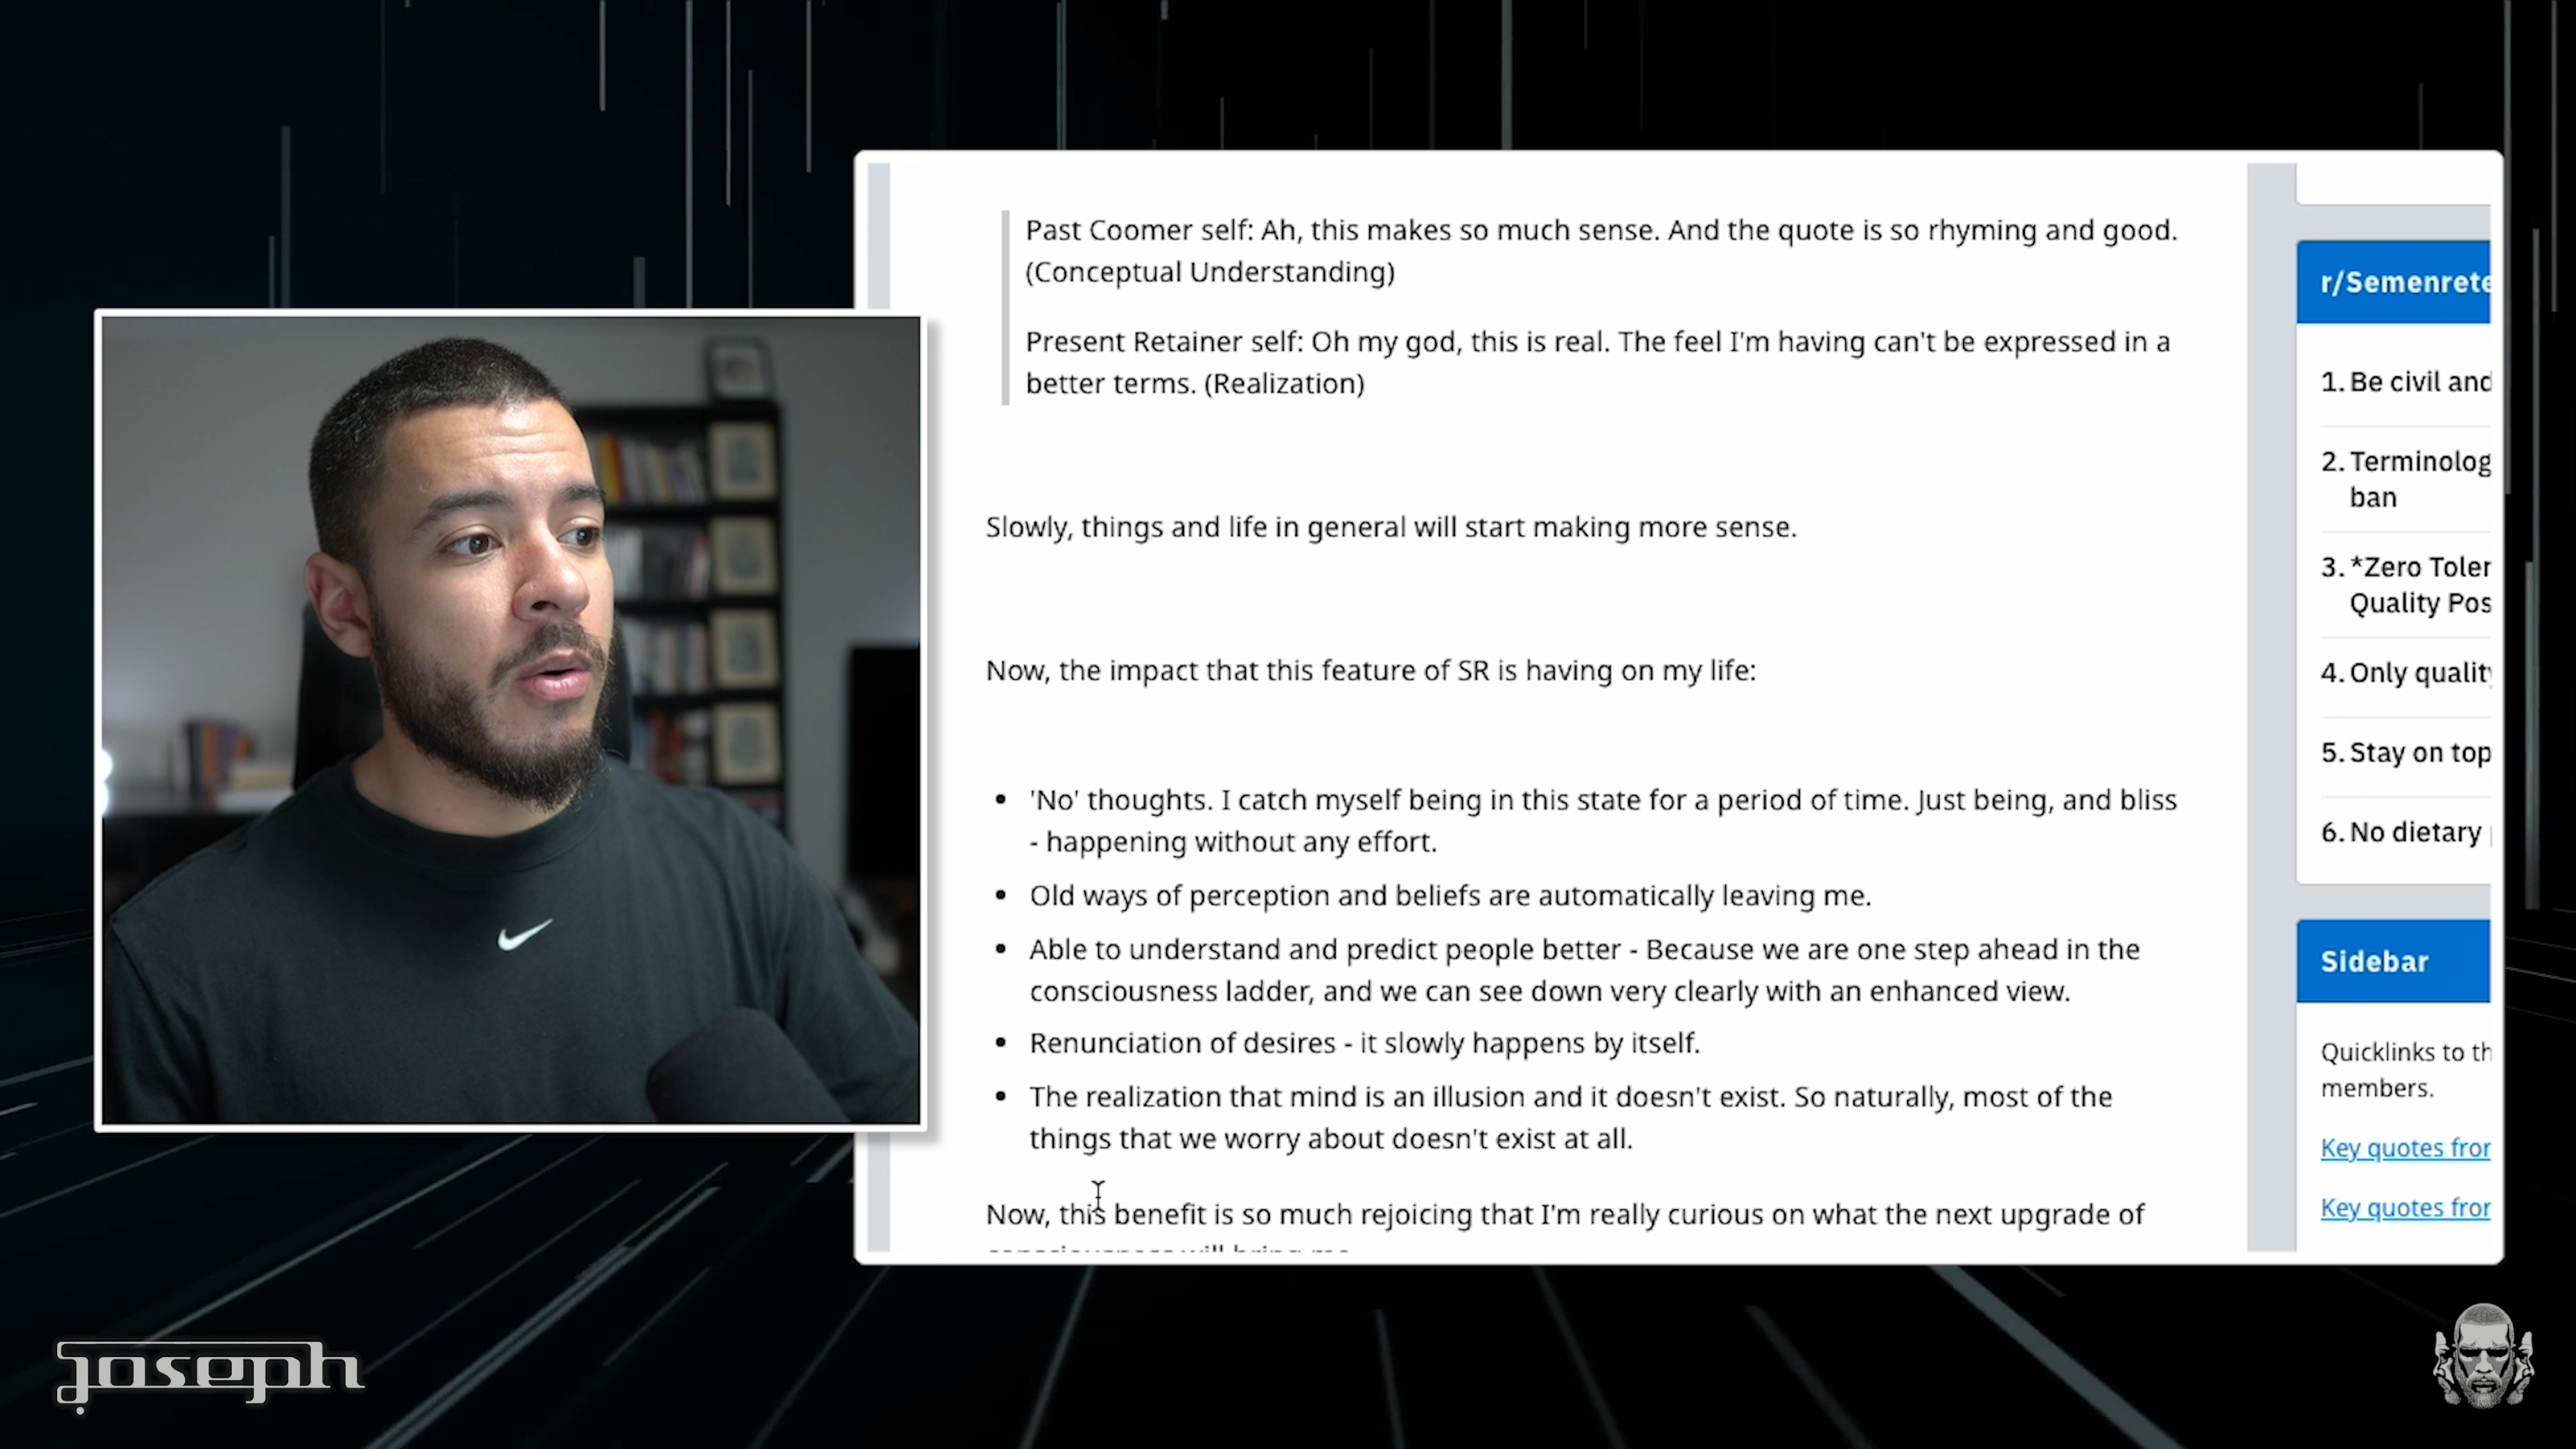 Past Coomer self: Ah, this makes so much sense. And the quote is so rhyming and good.
(Conceptual Understanding)
Present Retainer self: Oh my god, this is real. The feel I'm having can't be expressed in a
better terms. (Realization)
Slowly, things and life in general will start making more sense.
Now, the impact that this feature of SR is having on my life:
• 'No' thoughts. I catch myself being in this state for a period of time. Just being, and bliss
- happening without any effort.
• Old ways of perception and beliefs are automatically leaving me.
• Able to understand and predict people better - Because we are one step ahead in the
consciousness ladder, and we can see down very clearly with an enhanced view.
• Renunciation of desires - it slowly happens by itself.
• The realization that mind is an illusion and it doesn't exist. So naturally, most of the
things that we worry about doesn't exist at all.
Now, this benefit is so much rejoicing that I'm really curious on what the next upgrade of
r/Semenrete
1. Be civil and
2. Terminolog
ban
3. *Zero Toler
Quality Pos
4. Only quality
5. Stay on top
6. No dietary
Sidebar
Quicklinks to th
members.
Key quotes fror
Key quotes fror
joseph